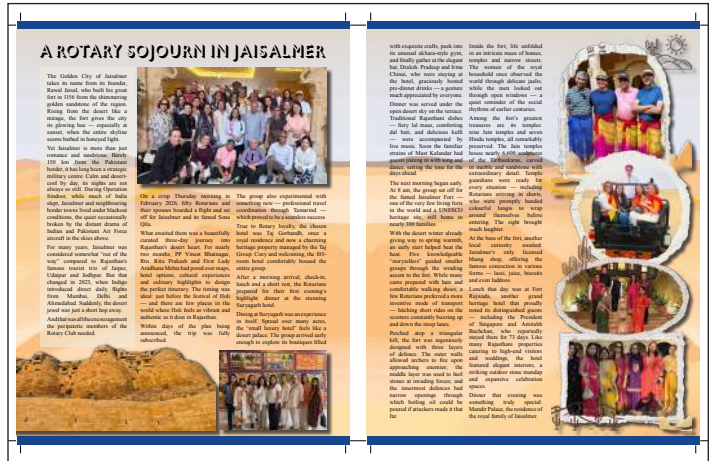 A ROTARY SOJOURN IN JAISALMER
The Golden City of Jaisalmer
takes its name from its founder,
Rawal Jaisal, who built his great
fort in 1156 from the shimmering
golden sandstone of the region.
Rising from the desert like a
mirage, the fort gives the city
its glowing hue — especially at
sunset, when the entire skyline
seems bathed in honeyed light.
Yet Jaisalmer is more than just
romance and sandstone. Barely
150 km from the Pakistan
border, it has long been a strategic
military centre. Calm and desert-
cool by day, its nights are not
always so still. During Operation
Sindoor, while much of India
slept, Jaisalmer and neighbouring
border towns lived under blackout
conditions, the quiet occasionally
broken by the distant drama of
Indian and Pakistani Air Force
aircraft in the skies above.
For many years, Jaisalmer was
considered somewhat "out of the
way" compared to Rajasthan's
famous tourist trio of Jaipur,
Udaipur and Jodhpur. But that
changed in 2023, when Indigo
introduced direct daily flights
from Mumbai, Delhi and
Ahmedabad. Suddenly, the desert
jewel was just a short hop away.
And that was all the encouragement
the peripatetic members of the
Rotary Club needed.
On a crisp Thursday morning in
February 2026, fifty Rotarians and
their spouses boarded a flight and set
off for Jaisalmer and its famed Sona
Qila.
What awaited them was a beautifully
curated three-day journey into
Rajasthan's desert heart. For nearly
two months, PP Vineet Bhatnagar,
Rtn. Ritu Prakash and First Lady
Aradhana Mehta had pored over maps,
hotel options, cultural experiences
and culinary highlights to design
the perfect itinerary. The timing was
ideal: just before the festival of Holi
— and there are few places in the
world where Holi feels as vibrant and
authentic as it does in Rajasthan.
Within days of the plan being
announced, the trip was fully
subscribed.
The group also experimented with
something new — professional travel
coordination through Tamarind —
which proved to be a seamless success.
True to Rotary loyalty, the chosen
hotel was Taj Gorbandh, once a
royal residence and now a charming
heritage property managed by the Taj
Group. Cosy and welcoming, the 103-
room hotel comfortably housed the
entire group.
After a morning arrival, check-in,
lunch and a short rest, the Rotarians
prepared for their first evening's
highlight: dinner at the stunning
Suryagarh hotel.
Dining at Suryagarh was an experience
in itself. Spread over many acres,
the "small luxury hotel" feels like a
desert palace. The group arrived early
enough to explore its boutiques filled
with exquisite crafts, peek into
its unusual akhara-style gym,
and finally gather at the elegant
bar, Draksh. Pradeep and Irma
Chinai, who were staying at
the hotel, graciously hosted
pre-dinner drinks — a gesture
much appreciated by everyone.
Dinner was served under the
open desert sky on the terrace.
Traditional Rajasthani dishes
— fiery lal maas, comforting
dal bati, and delicious kulfi
— were accompanied by
live music. Soon the familiar
strains of Mast Kalandar had
guests joining in with song and
dance, setting the tone for the
days ahead.
The next morning began early.
At 8 am, the group set off for
the famed Jaisalmer Fort —
one of the very few living forts
in the world and a UNESCO
heritage site, still home to
nearly 300 families.
With the desert winter already
giving way to spring warmth,
an early start helped beat the
heat. Five knowledgeable
"storytellers" guided smaller
groups through the winding
ascent to the fort. While many
came prepared with hats and
comfortable walking shoes, a
few Rotarians preferred a more
inventive mode of transport
— hitching short rides on the
scooters constantly buzzing up
and down the steep lanes.
Perched atop a triangular
hill, the fort was ingeniously
designed with three layers
of defence. The outer walls
allowed archers to fire upon
approaching enemies; the
middle layer was used to hurl
stones at invading forces; and
the innermost defences had
narrow openings through
which boiling oil could be
poured if attackers made it that
far.
Inside the fort, life unfolded
in an intricate maze of homes,
temples and narrow streets.
The women of the royal
household once observed the
world through delicate jaalis,
while the men looked out
through open windows — a
quiet reminder of the social
rhythms of earlier centuries.
Among the fort's greatest
treasures are its temples:
nine Jain temples and seven
Hindu temples, all remarkably
preserved. The Jain temples
house nearly 6,600 sculptures
of the Tirthankaras, carved
in marble and sandstone with
extraordinary detail. Temple
guardians were ready for
every situation — including
Rotarians arriving in shorts,
who were promptly handed
colourful lungis to wrap
around themselves before
entering. The sight brought
much laughter.
At the base of the fort, another
local curiosity awaited:
Jaisalmer's only licensed
bhang shop, offering the
famous concoction in various
forms — lassi, juice, biscuits
and even laddoos.
Lunch that day was at Fort
Rajwada, another grand
heritage hotel that proudly
noted its distinguished guests
— including the President
of Singapore and Amitabh
Bachchan, who reportedly
stayed there for 73 days. Like
many Rajasthani properties
catering to high-end visitors
and weddings, the hotel
featured elegant interiors, a
striking outdoor stone mandap
and expansive celebration
spaces.
Dinner that evening was
something truly special:
Mandir Palace, the residence of
the royal family of Jaisalmer.